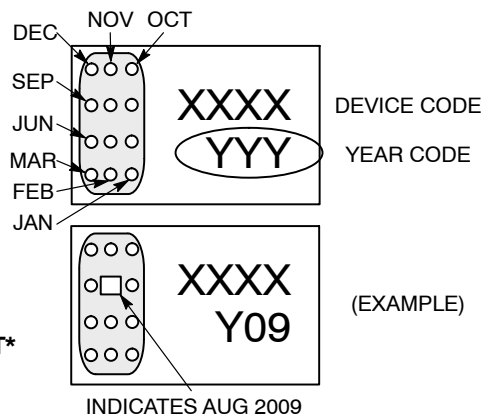 DEC NOV OCT
SEP
JUN
MAR
FEB
JAN
XXXX DEVICE CODE
YYY YEAR CODE
XXXX
Y09
(EXAMPLE)
T*
INDICATES AUG 2009